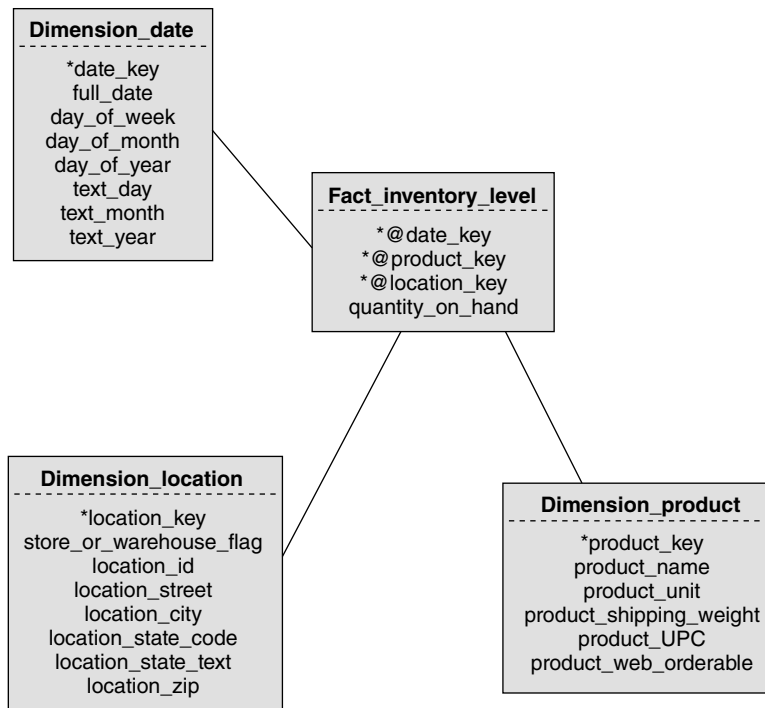 Dimension_date
*date_key
full_date
day_of_week
day_of_month
day_of_year
text_day
text_month
text_year
Fact_inventory_level
*@date_key
*@product_key
*@location_key
quantity_on_hand
Dimension_location
*location_key
store_or_warehouse_flag
location_id
location_street
location_city
location_state_code
location_state_text
location_zip
Dimension_product
*product_key
product_name
product_unit
product_shipping_weight
product_UPC
product_web_orderable